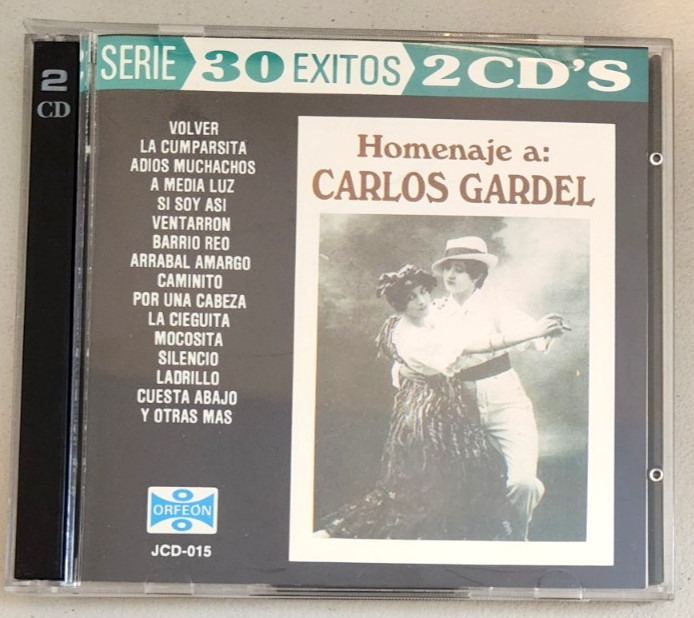 2
CD
SERIE 30 EXITOS 2CD'S
VOLVER
LA CUMPARSITA
ADIOS MUCHACHOS
A MEDIA LUZ
SI SOY ASI
VENTARRON
BARRIO REO
ARRABAL AMARGO
CAMINITO
POR UNA CABEZA
LA CIEGUITA
MOCOSITA
SILENCIO
LADRILLO
CUESTA ABAJO
Y OTRAS MAS
Homenaje a:
CARLOS GARDEL
ORFEON
JCD-015